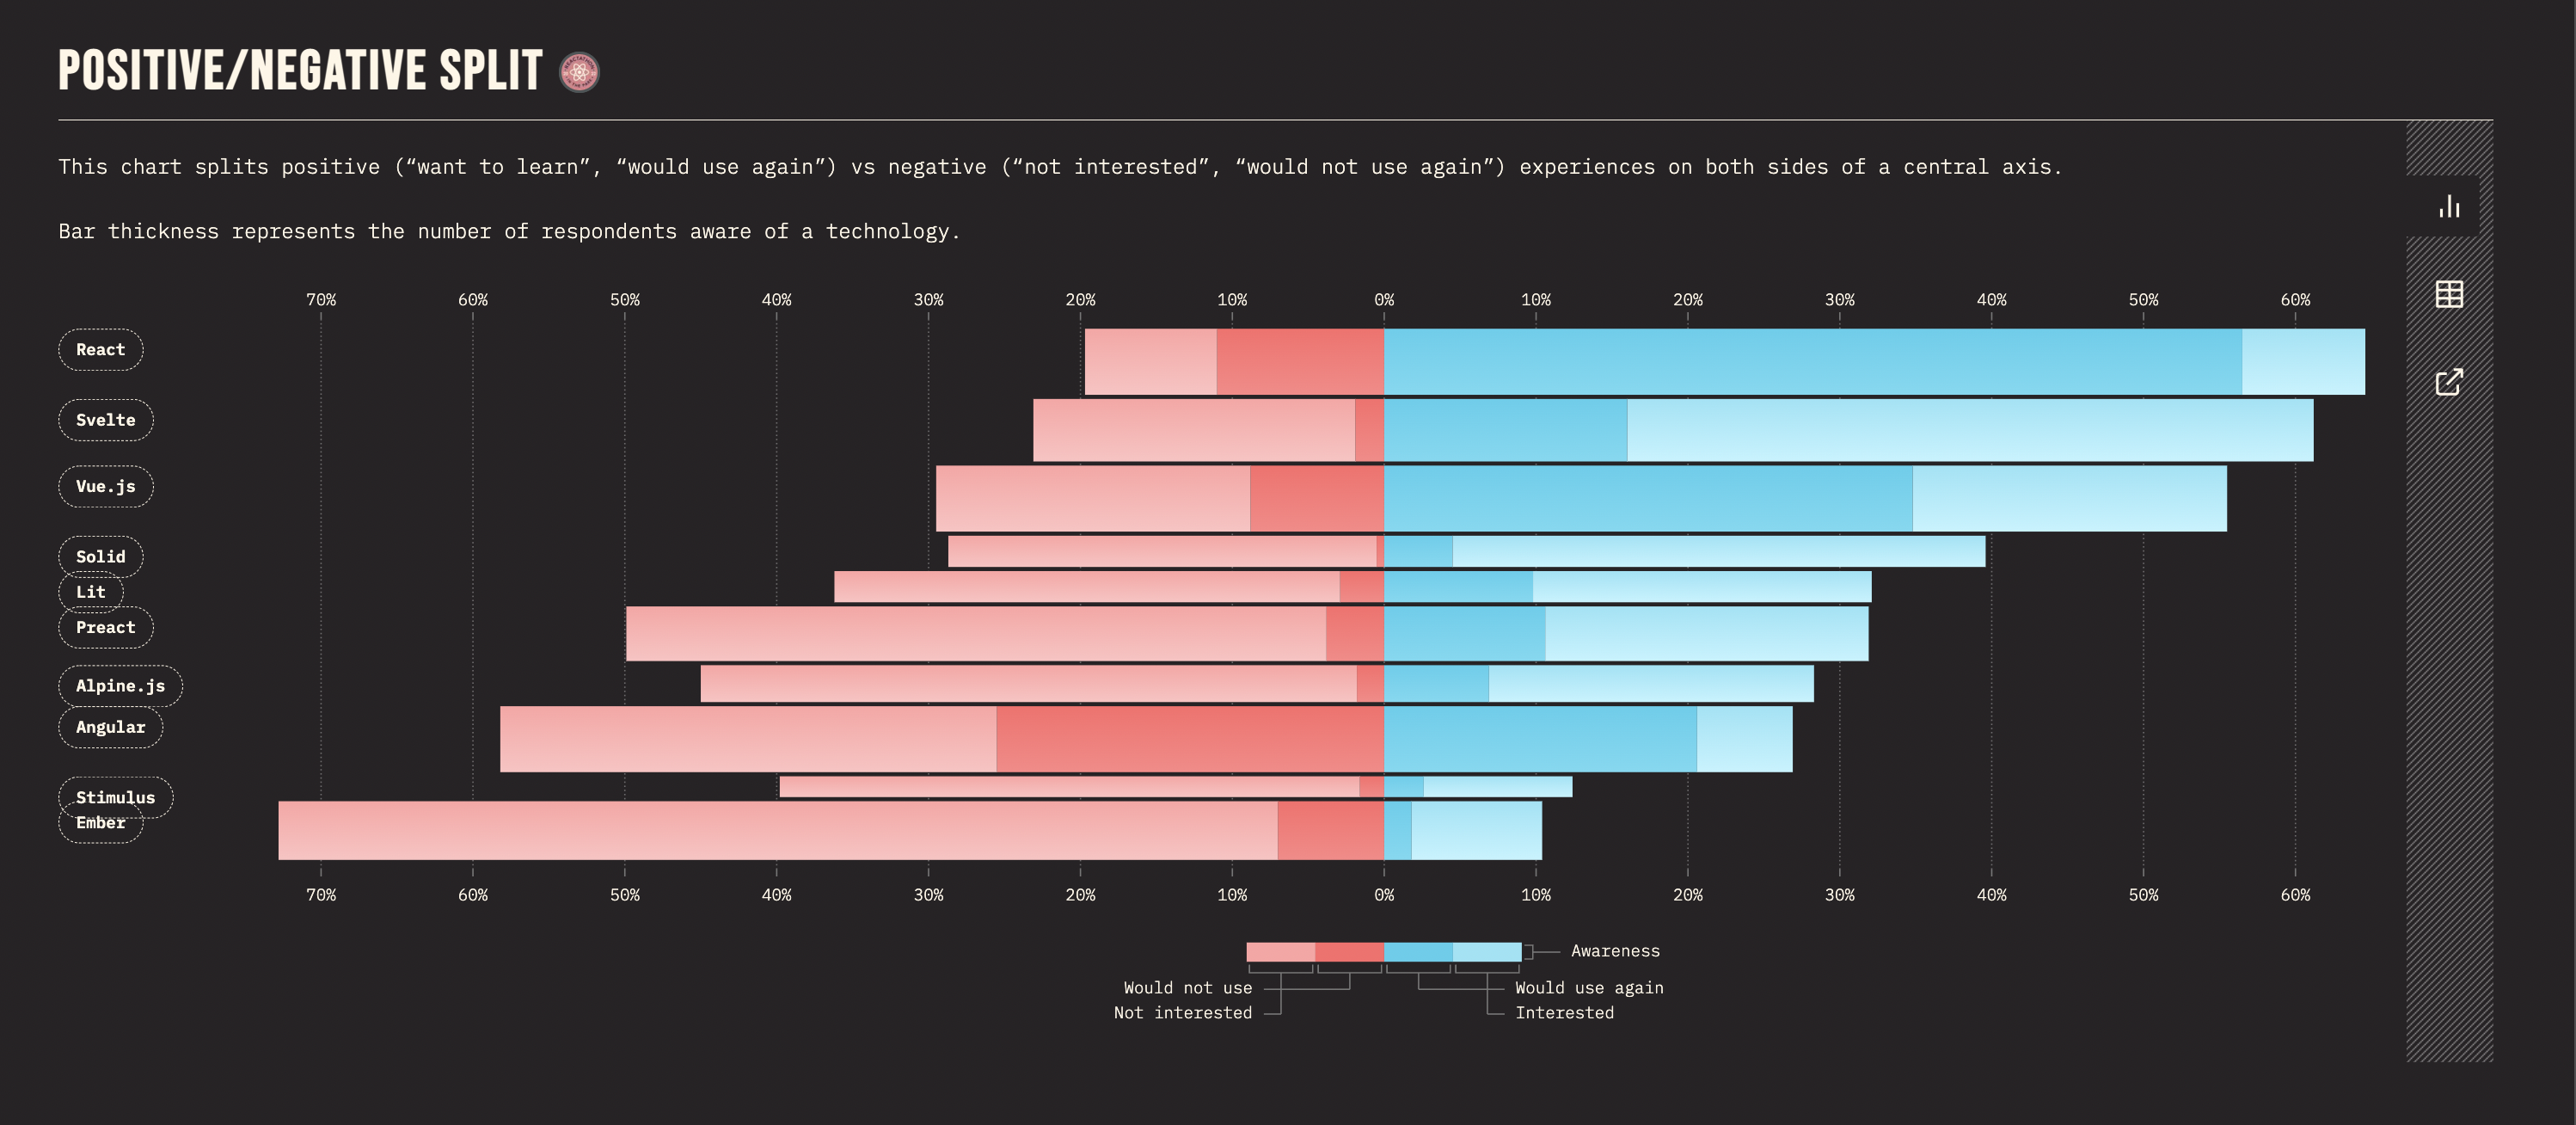 POSITIVE/NEGATIVE SPLIT
This chart splits positive (“want to learn”, “would use again”) vs negative (“not interested”, “would not use again”) experiences on both sides of a central axis.
Bar thickness represents the number of respondents aware of a technology.
70% 60% 50% 40% 30% 20% 10% 0% 10% 20% 30% 40% 50% 60%
React
Svelte
Vue.js
Solid
Lit
Preact
Alpine.js
Angular
Stimulus
Ember
70% 60% 50% 40% 30% 20% 10% 0% 10% 20% 30% 40% 50% 60%
Awareness
Would not use Would use again
Not interested Interested